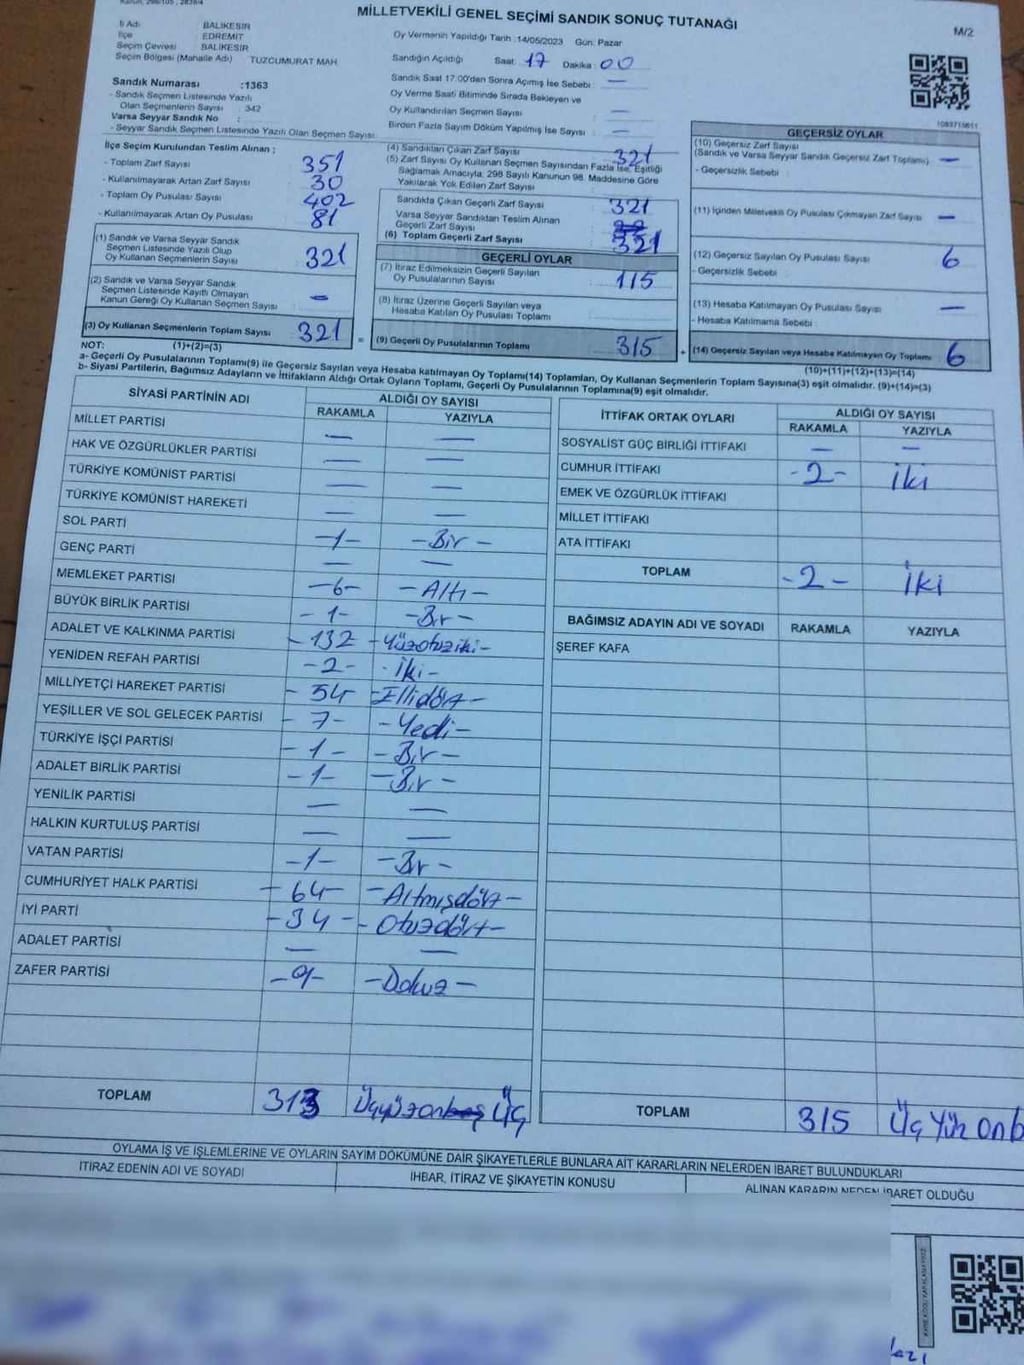 MİLLETVEKİLİ GENEL SEÇİMİ SANDIK SONUÇ TUTANAĞI
M/2
İli Adı : BALIKESİR
İlçe : EDREMİT
Seçim Çevresi : BALIKESİR
Seçim Bölgesi (Mahalle Adı) : TUZCUMURAT MAH
Oy Vermenin Yapıldığı Tarih :14/05/2023 Gün: Pazar
Sandığın Açıldığı Saat: 17 Dakika: 00
Sandık Saat 17:00'den Sonra Açmış İse Sebebi : —
Oy Verme Saati Bitiminde Sırada Bekleyen ve
Oy Kullandırılan Seçmen Sayısı : —
Birden Fazla Sayım Döküm Yapılmış İse Sayısı : —
Sandık Numarası :1363
- Sandık Seçmen Listesinde Yazılı
Olan Seçmenlerin Sayısı : 342
Varsa Seyyar Sandık No :
- Seyyar Sandık Seçmen Listesinde Yazılı Olan Seçmen Sayısı:
İlçe Seçim Kurulundan Teslim Alınan ;
- Toplam Zarf Sayısı 351
- Kullanılmayarak Artan Zarf Sayısı 30
- Toplam Oy Pusulası Sayısı 402
- Kullanılmayarak Artan Oy Pusulası 81
(1) Sandık ve Varsa Seyyar Sandık
Seçmen Listesinde Yazılı Olup
Oy Kullanan Seçmenlerin Sayısı 321
(2) Sandık ve Varsa Seyyar Sandık
Seçmen Listesinde Kayıtlı Olmayan
Kanun Gereği Oy Kullanan Seçmen Sayısı : —
(3) Oy Kullanan Seçmenlerin Toplam Sayısı 321
(1)+(2)=(3)
(4) Sandıktan Çıkan Zarf Sayısı 321
(5) Zarf Sayısı Oy Kullanan Seçmen Sayısından Fazla İse, Eşitliği
Sağlamak Amacıyla, 298 Sayılı Kanunun 98. Maddesine Göre
Yakılarak Yok Edilen Zarf Sayısı
Sandıkta Çıkan Geçerli Zarf Sayısı 321
Varsa Seyyar Sandıktan Teslim Alınan
Geçerli Zarf Sayısı
(6) Toplam Geçerli Zarf Sayısı 321
GEÇERLİ OYLAR
(7) İtiraz Edilmeksizin Geçerli Sayılan
Oy Pusulalarının Sayısı 115
(8) İtiraz Üzerine Geçerli Sayılan veya
Hesaba Katılan Oy Pusulası Toplamı
= (9) Geçerli Oy Pusulalarının Toplamı 315
GEÇERSİZ OYLAR
(10) Geçersiz Zarf Sayısı
(Sandık ve Varsa Seyyar Sandık Geçersiz Zarf Toplamı) —
- Geçersizlik Sebebi :
(11) İçinden Milletvekili Oy Pusulası Çıkmayan Zarf Sayısı —
(12) Geçersiz Sayılan Oy Pusulası Sayısı 6
- Geçersizlik Sebebi :
(13) Hesaba Katılmayan Oy Pusulası Sayısı —
- Hesaba Katılmama Sebebi :
+ (14) Geçersiz Sayılan veya Hesaba Katılmayan Oy Toplamı 6
(10)+(11)+(12)+(13)=(14)
NOT:
a- Geçerli Oy Pusulalarının Toplamı(9) ile Geçersiz Sayılan veya Hesaba katılmayan Oy Toplamı(14) Toplamları, Oy Kullanan Seçmenlerin Toplam Sayısına(3) eşit olmalıdır. (9)+(14)=(3)
b- Siyasi Partilerin, Bağımsız Adayların ve İttifakların Aldığı Ortak Oyların Toplamı, Geçerli Oy Pusulalarının Toplamına(9) eşit olmalıdır.
SİYASİ PARTİNİN ADI ALDIĞI OY SAYISI
RAKAMLA YAZIYLA
MİLLET PARTİSİ — —
HAK VE ÖZGÜRLÜKLER PARTİSİ — —
TÜRKİYE KOMÜNİST PARTİSİ — —
TÜRKİYE KOMÜNİST HAREKETİ — —
SOL PARTİ -1- -Bir-
GENÇ PARTİ — —
MEMLEKET PARTİSİ -6- -Altı-
BÜYÜK BİRLİK PARTİSİ -1- -Bir-
ADALET VE KALKINMA PARTİSİ -132 -Yüzotuziki-
YENİDEN REFAH PARTİSİ -2- -İki-
MİLLİYETÇİ HAREKET PARTİSİ -54 -Ellidört-
YEŞİLLER VE SOL GELECEK PARTİSİ -7- -Yedi-
TÜRKİYE İŞÇİ PARTİSİ -1- -Bir-
ADALET BİRLİK PARTİSİ -1- -Bir-
YENİLİK PARTİSİ — —
HALKIN KURTULUŞ PARTİSİ — —
VATAN PARTİSİ -1- -Bir-
CUMHURİYET HALK PARTİSİ -64- -Altmışdört-
İYİ PARTİ -34- -Otuzdört-
ADALET PARTİSİ — —
ZAFER PARTİSİ -9- -Dokuz-
TOPLAM 313 Üçyüzonbeş Üç
İTTİFAK ORTAK OYLARI ALDIĞI OY SAYISI
RAKAMLA YAZIYLA
SOSYALİST GÜÇ BİRLİĞİ İTTİFAKI — —
CUMHUR İTTİFAKI -2- İki
EMEK VE ÖZGÜRLÜK İTTİFAKI
MİLLET İTTİFAKI
ATA İTTİFAKI
TOPLAM -2- İki
BAĞIMSIZ ADAYIN ADI VE SOYADI RAKAMLA YAZIYLA
ŞEREF KAFA
TOPLAM 315 Üç Yüz onb
OYLAMA İŞ VE İŞLEMLERİNE VE OYLARIN SAYIM DÖKÜMÜNE DAİR ŞİKAYETLERLE BUNLARA AİT KARARLARIN NELERDEN İBARET BULUNDUKLARI
İTİRAZ EDENİN ADI VE SOYADI İHBAR, İTİRAZ VE ŞİKAYETİN KONUSU ALINAN KARARIN NEDEN İBARET OLDUĞU